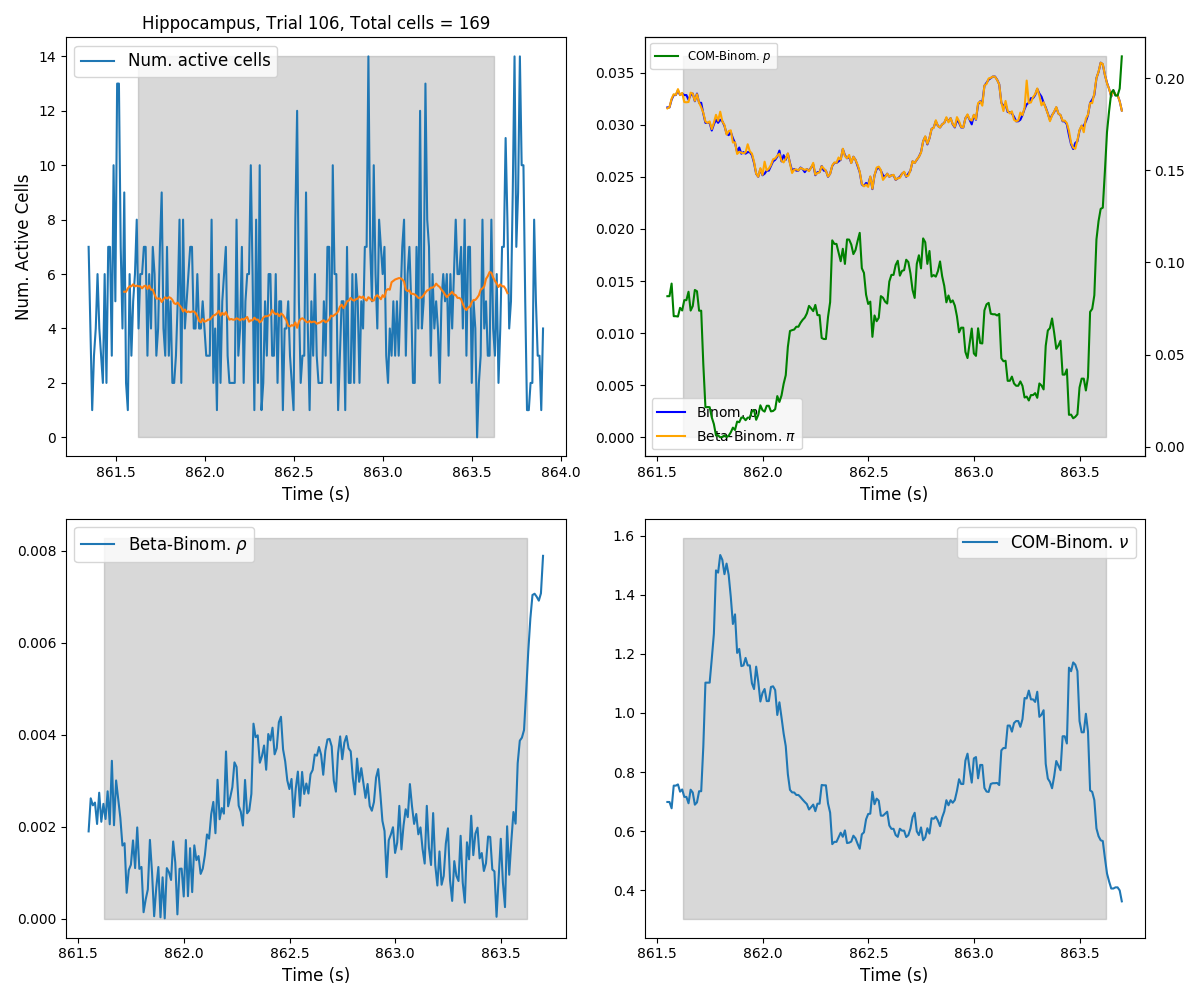 Hippocampus, Trial 106, Total cells = 169
Num. active cells
Num. Active Cells
14
12
10
8
6
4
2
0
861.5 862.0 862.5 863.0 863.5 864.0
Time (s)
COM-Binom. p
0.035
0.030
0.025
0.020
0.015
0.010
0.005
0.000
0.20
0.15
0.10
0.05
0.00
Binom. p
Beta-Binom. π
861.5 862.0 862.5 863.0 863.5
Time (s)
Beta-Binom. ρ
0.008
0.006
0.004
0.002
0.000
861.5 862.0 862.5 863.0 863.5
Time (s)
COM-Binom. ν
1.6
1.4
1.2
1.0
0.8
0.6
0.4
861.5 862.0 862.5 863.0 863.5
Time (s)